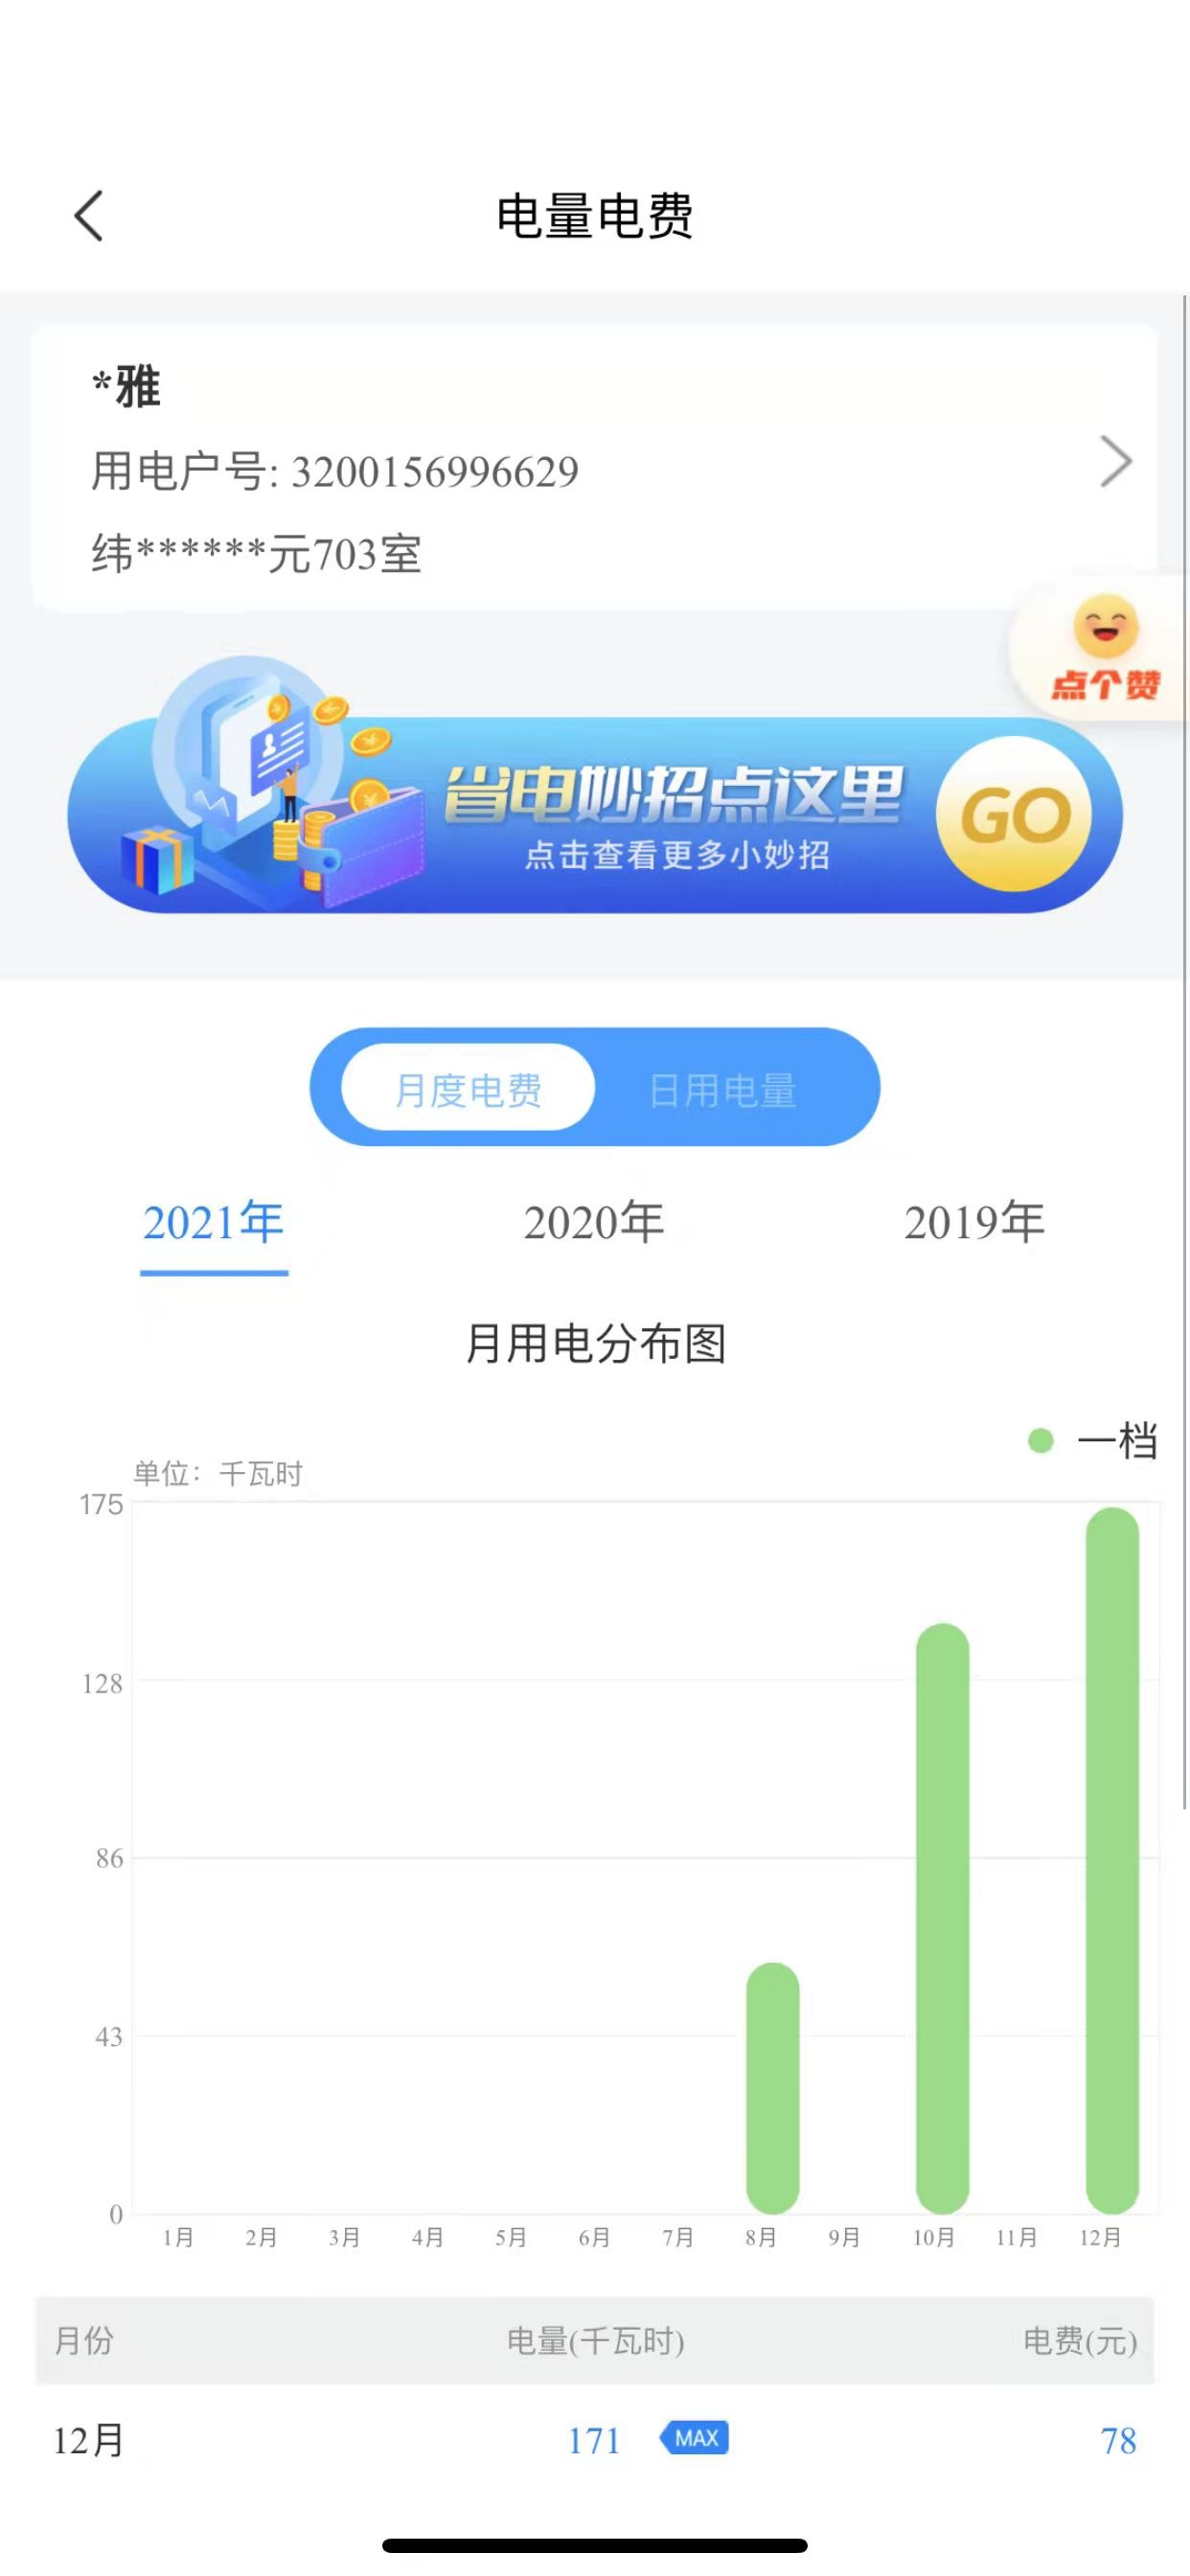 电量电费
*雅
用电户号: 3200156996629
纬******元703室
点个赞
省电妙招点这里
点击查看更多小妙招
GO
月度电费 日用电量
2021年 2020年 2019年
月用电分布图
一档
单位：千瓦时
175
128
86
43
0
1月 2月 3月 4月 5月 6月 7月 8月 9月 10月 11月 12月
月份 电量(千瓦时) 电费(元)
12月 171 MAX 78